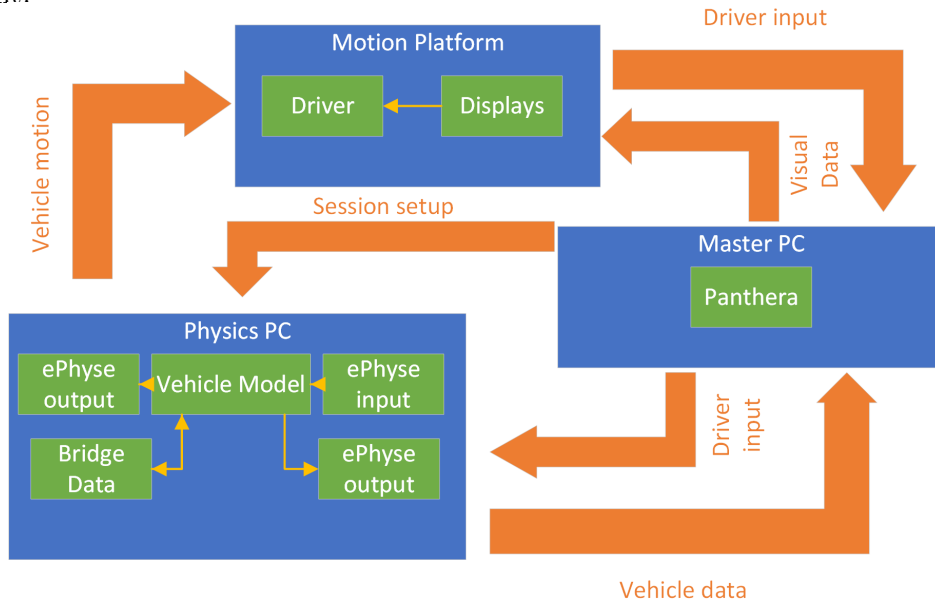 Driver input
Motion Platform
Driver
Displays
Vehicle motion
Visual
Data
Session setup
Master PC
Panthera
Physics PC
ePhyse
output
Vehicle Model
ePhyse
input
Bridge
Data
ePhyse
output
Driver
input
Vehicle data